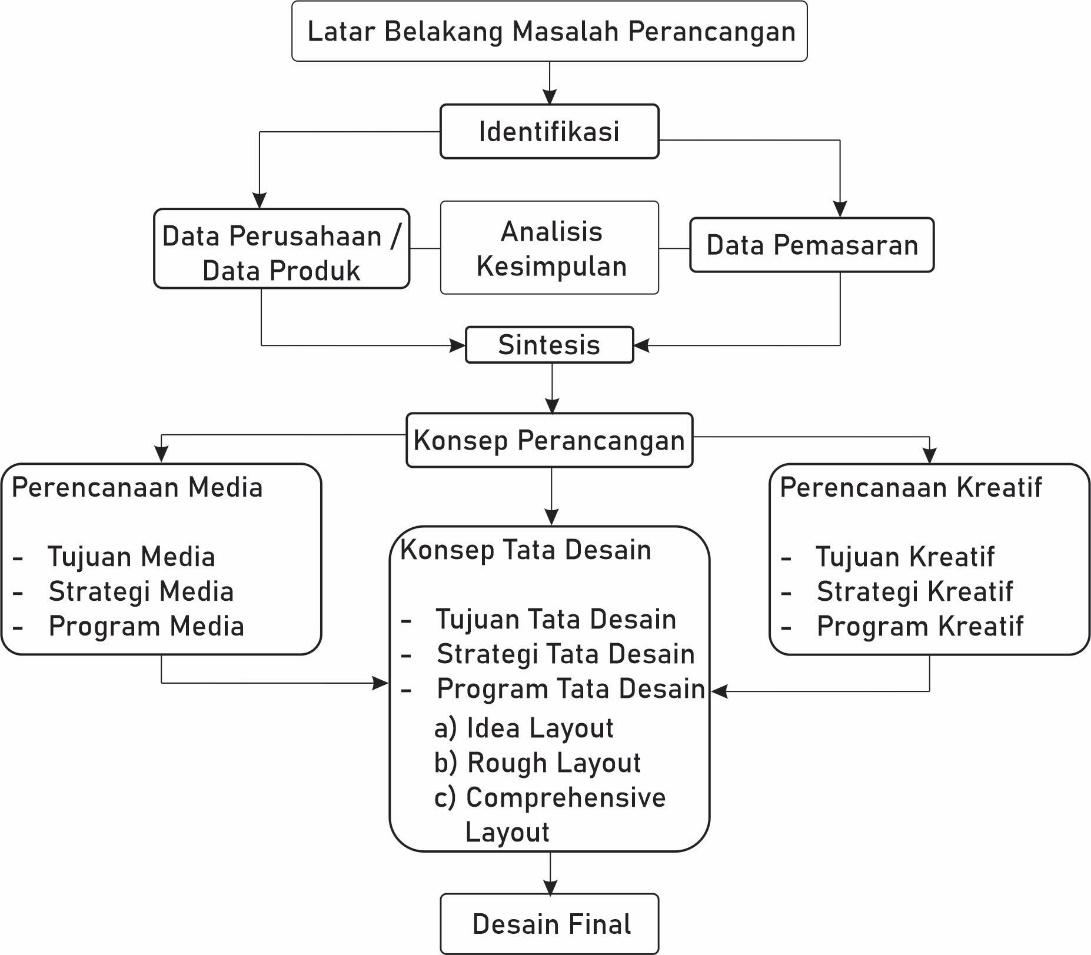 Latar Belakang Masalah Perancangan
Identifikasi
Data Perusahaan /
Data Produk
Analisis
Kesimpulan
Data Pemasaran
Sintesis
Konsep Perancangan
Perencanaan Media
- Tujuan Media
- Strategi Media
- Program Media
Konsep Tata Desain
- Tujuan Tata Desain
- Strategi Tata Desain
- Program Tata Desain
a) Idea Layout
b) Rough Layout
c) Comprehensive
Layout
Perencanaan Kreatif
- Tujuan Kreatif
- Strategi Kreatif
- Program Kreatif
Desain Final